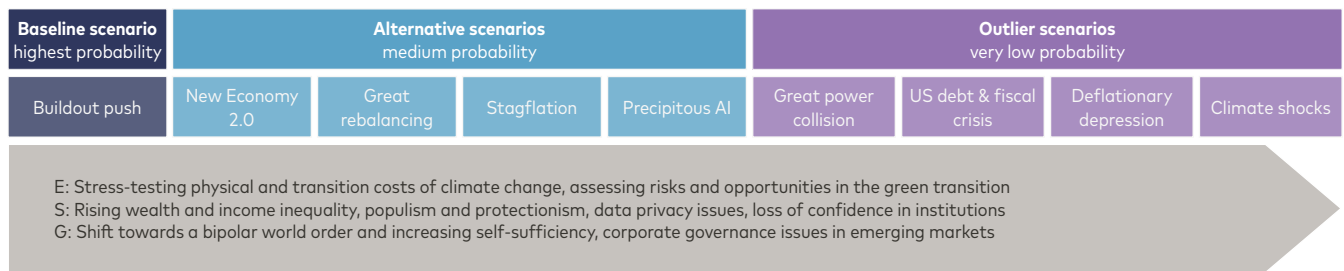 Baseline scenario
highest probability
Alternative scenarios
medium probability
Outlier scenarios
very low probability
Buildout push
New Economy
2.0
Great
rebalancing
Stagflation
Precipitous AI
Great power
collision
US debt & fiscal
crisis
Deflationary
depression
Climate shocks
E: Stress-testing physical and transition costs of climate change, assessing risks and opportunities in the green transition
S: Rising wealth and income inequality, populism and protectionism, data privacy issues, loss of confidence in institutions
G: Shift towards a bipolar world order and increasing self-sufficiency, corporate governance issues in emerging markets